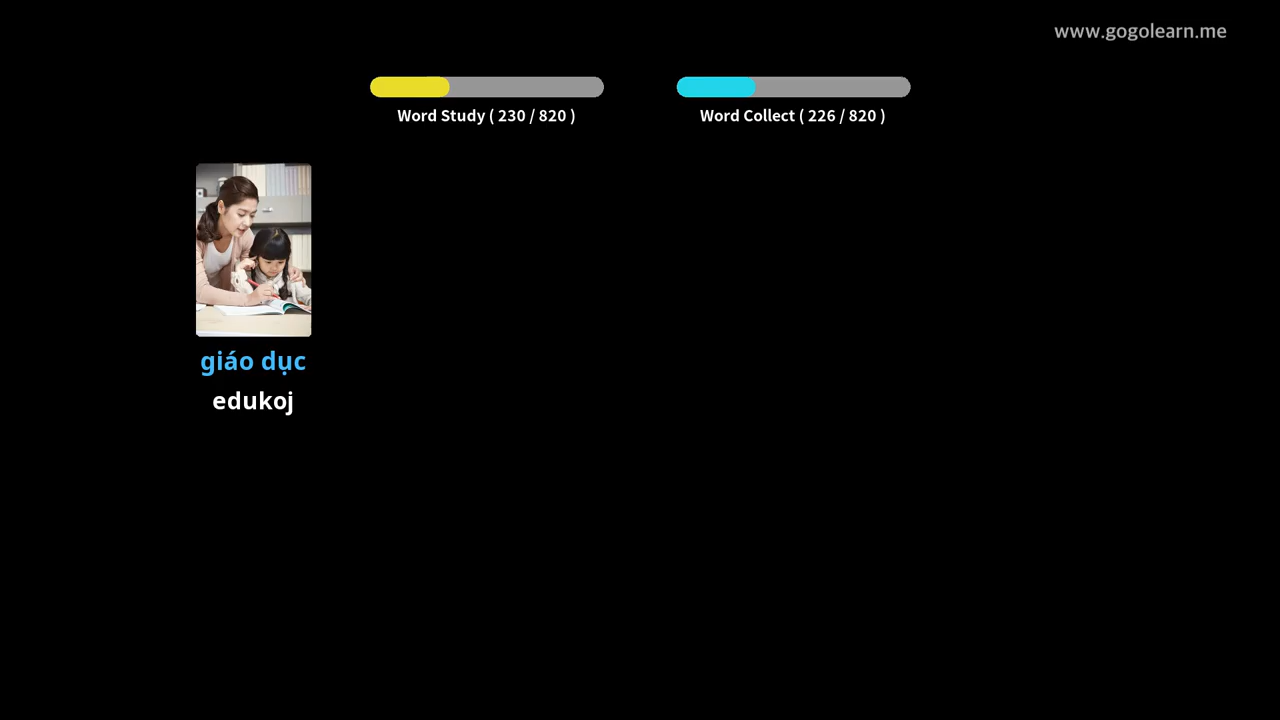 www.gogolearn.me
Word Study ( 230 / 820 )
Word Collect ( 226 / 820 )
giáo dục
edukoj